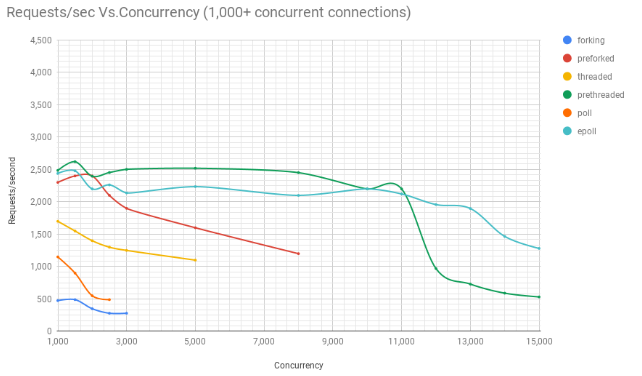 Requests/sec Vs.Concurrency (1,000+ concurrent connections)
4,500
4,000
3,500
3,000
2,500
2,000
1,500
1,000
500
0
Requests/second
1,000 3,000 5,000 7,000 9,000 11,000 13,000 15,000
Concurrency
forking
preforked
threaded
prethreaded
poll
epoll